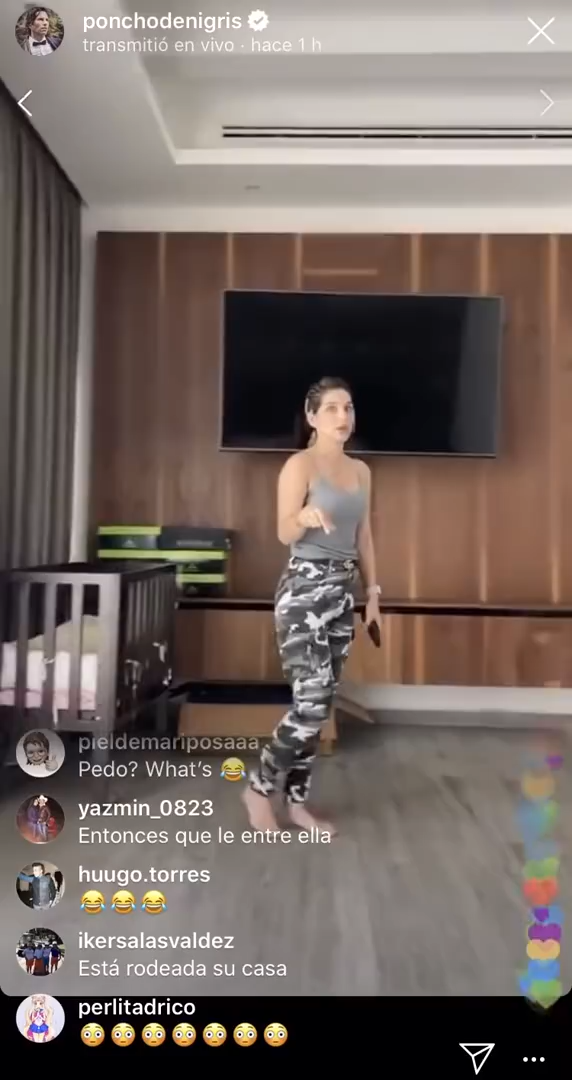 ponchodenigris
transmitió en vivo · hace 1 h
pieldemariposaaa
Pedo? What's 😂
yazmin_0823
Entonces que le entre ella
huugo.torres
😂 😂 😂
ikersalasvaldez
Está rodeada su casa
perlitadrico
😳 😳 😳 😳 😳 😳 😳